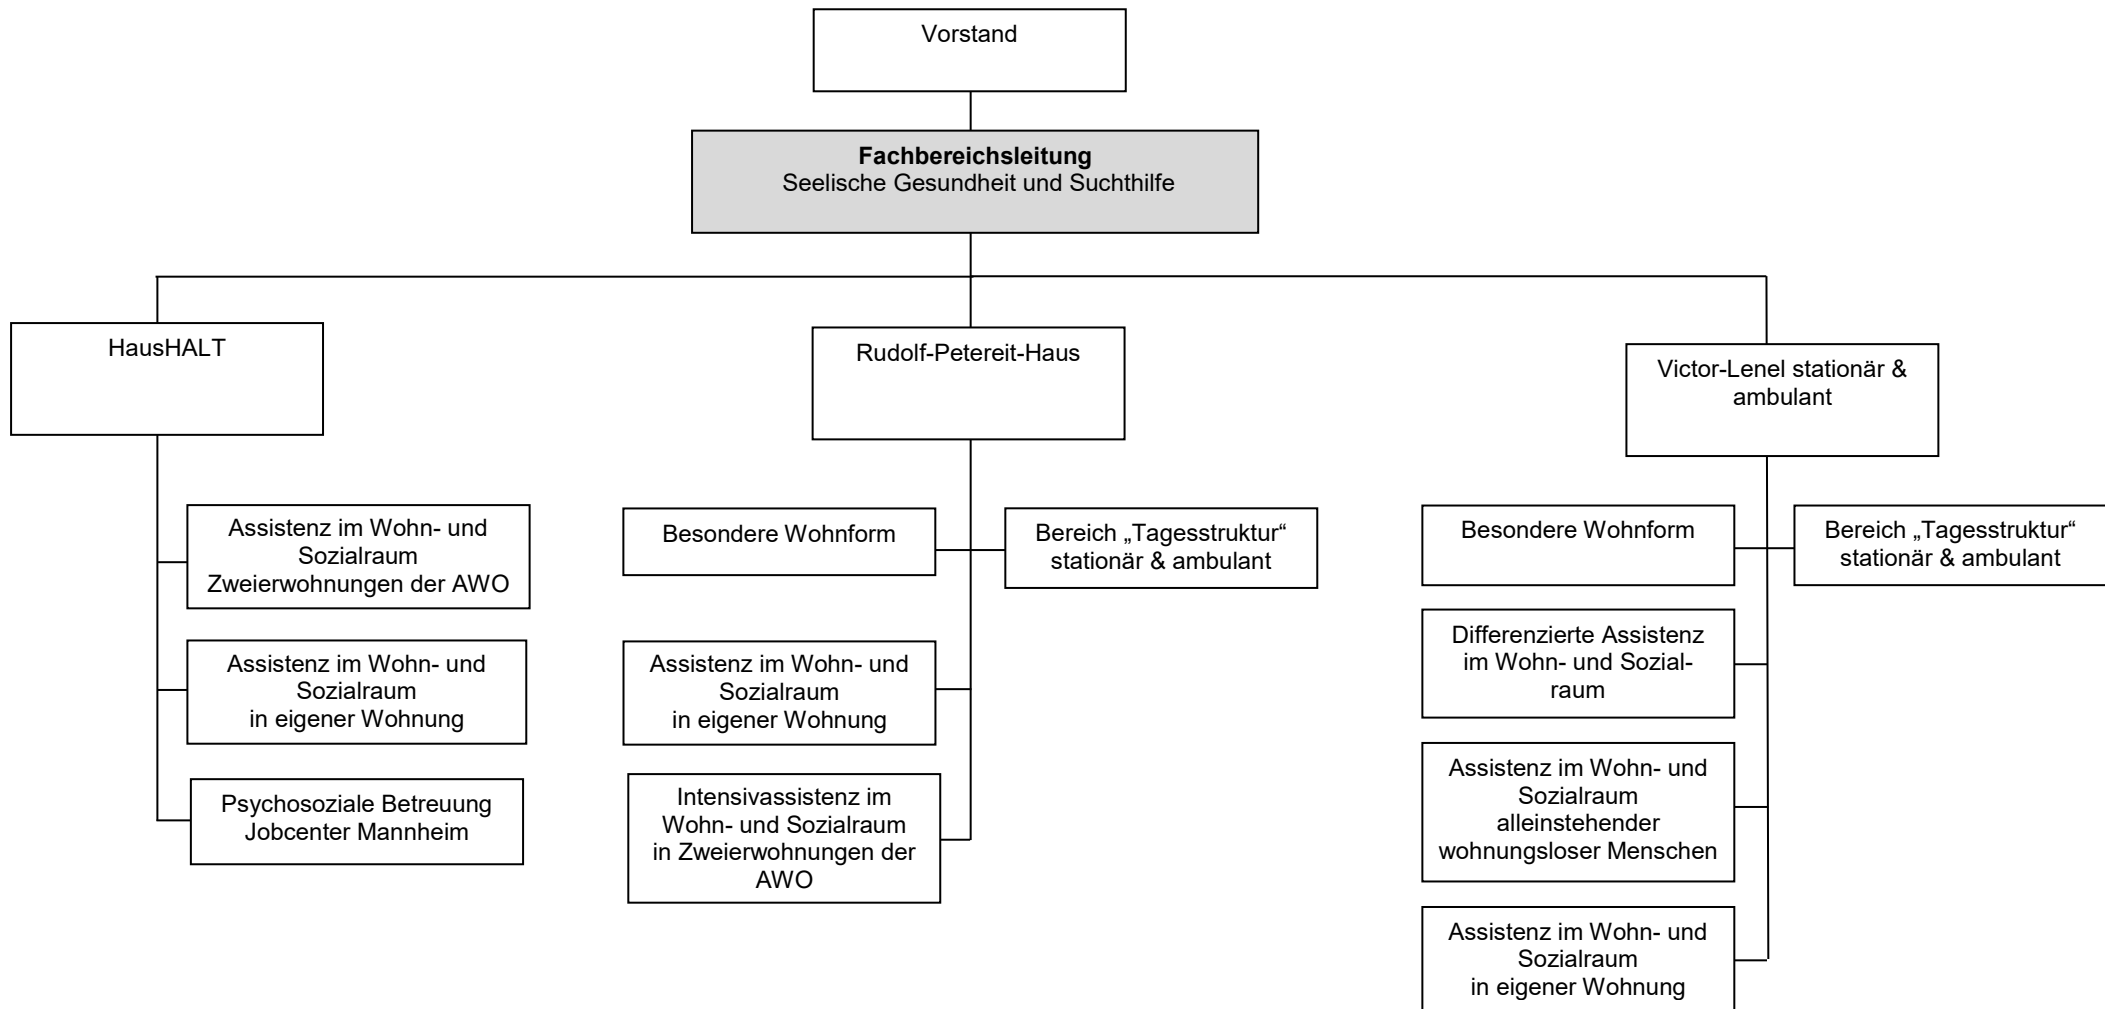 Vorstand
Fachbereichsleitung
Seelische Gesundheit und Suchthilfe
HausHALT
Rudolf-Petereit-Haus
Victor-Lenel stationär &
ambulant
Assistenz im Wohn- und
Sozialraum
Zweierwohnungen der AWO
Assistenz im Wohn- und
Sozialraum
in eigener Wohnung
Psychosoziale Betreuung
Jobcenter Mannheim
Besondere Wohnform
Bereich „Tagesstruktur“
stationär & ambulant
Assistenz im Wohn- und
Sozialraum
in eigener Wohnung
Intensivassistenz im
Wohn- und Sozialraum
in Zweierwohnungen der
AWO
Besondere Wohnform
Bereich „Tagesstruktur“
stationär & ambulant
Differenzierte Assistenz
im Wohn- und Sozial-
raum
Assistenz im Wohn- und
Sozialraum
alleinstehender
wohnungsloser Menschen
Assistenz im Wohn- und
Sozialraum
in eigener Wohnung